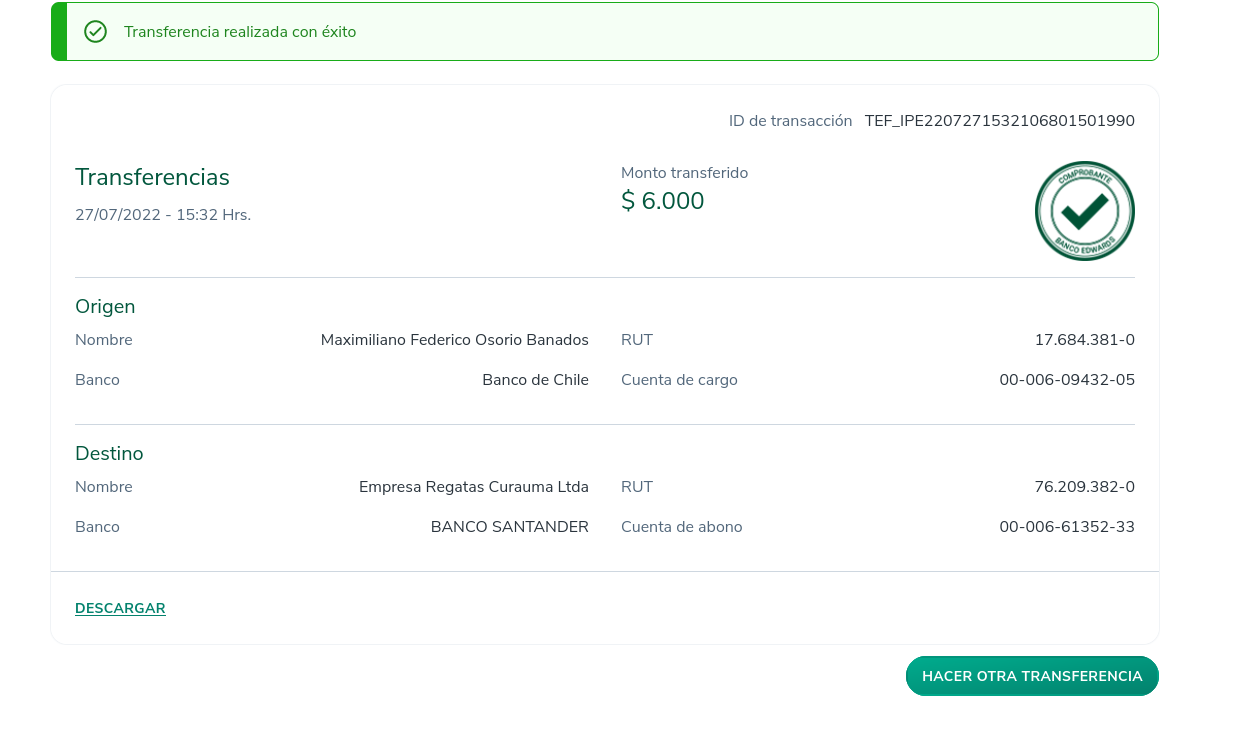 Transferencia realizada con éxito
ID de transacción TEF_IPE2207271532106801501990
Transferencias
27/07/2022 - 15:32 Hrs.
Monto transferido
$ 6.000
COMPROBANTE
BANCO EDWARDS
Origen
Nombre Maximiliano Federico Osorio Banados RUT 17.684.381-0
Banco Banco de Chile Cuenta de cargo 00-006-09432-05
Destino
Nombre Empresa Regatas Curauma Ltda RUT 76.209.382-0
Banco BANCO SANTANDER Cuenta de abono 00-006-61352-33
DESCARGAR
HACER OTRA TRANSFERENCIA